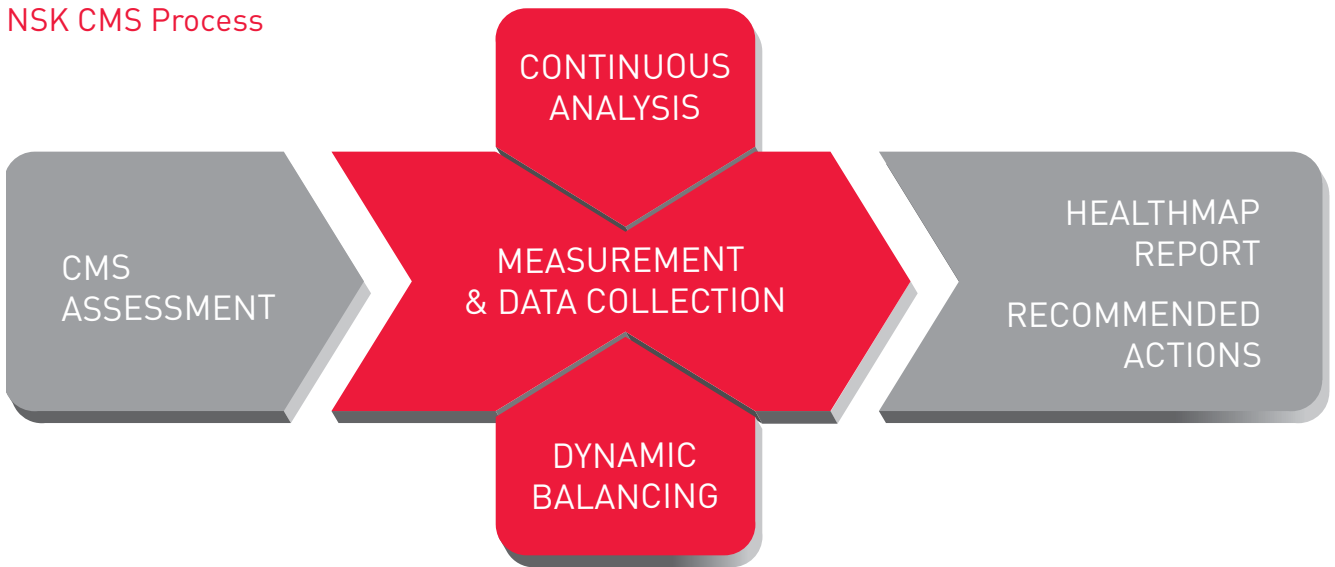 NSK CMS Process
CONTINUOUS
ANALYSIS
CMS
ASSESSMENT
MEASUREMENT
& DATA COLLECTION
HEALTHMAP
REPORT
RECOMMENDED
ACTIONS
DYNAMIC
BALANCING